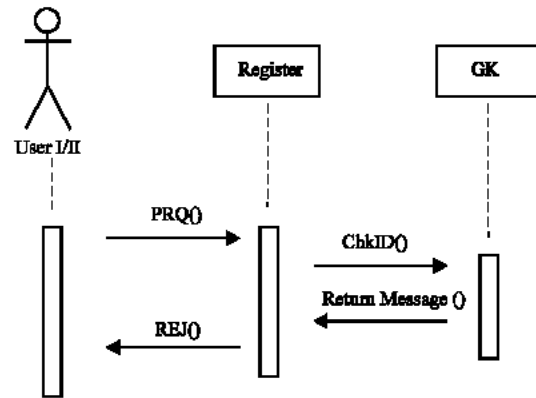 Register
GK
User I/II
PRQ()
ChkID()
Return Message ()
REJ()